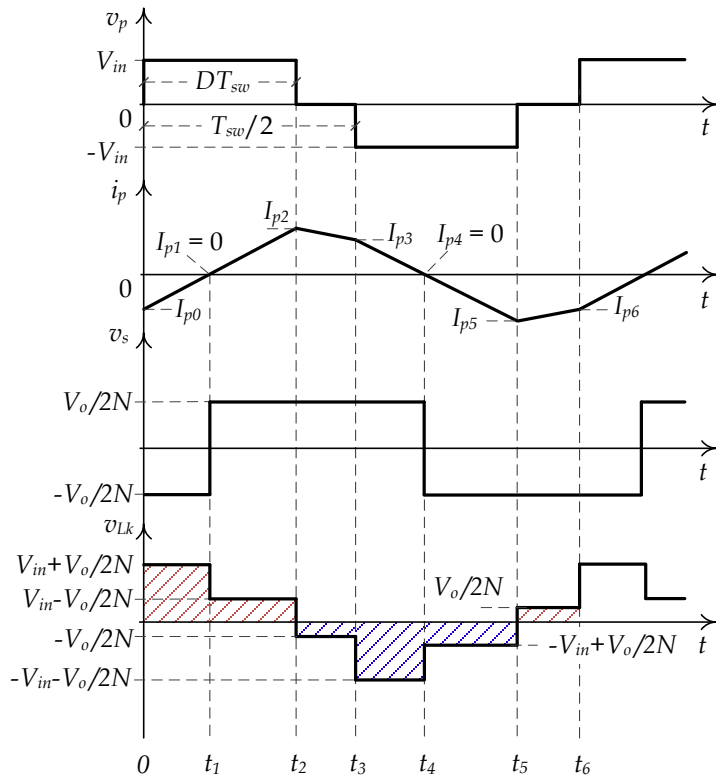 v_p
V_in
DT_sw
0
T_sw/2
t
-V_in
i_p
I_p2
I_p1 = 0
I_p3
I_p4 = 0
0
t
I_p0
I_p5
I_p6
v_s
V_o/2N
t
-V_o/2N
v_Lk
V_in+V_o/2N
V_in-V_o/2N
V_o/2N
t
-V_o/2N
-V_in+V_o/2N
-V_in-V_o/2N
0 t_1 t_2 t_3 t_4 t_5 t_6